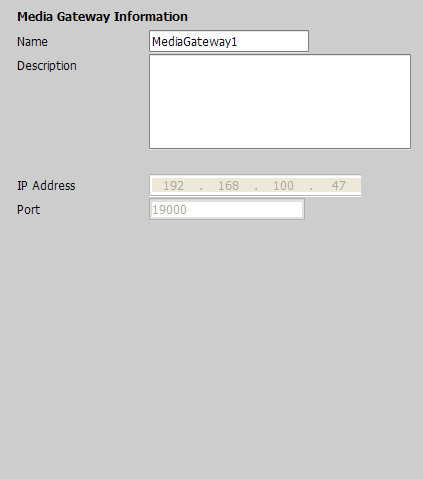 Media Gateway Information
Name MediaGateway1
Description
IP Address 192 . 168 . 100 . 47
Port 19000